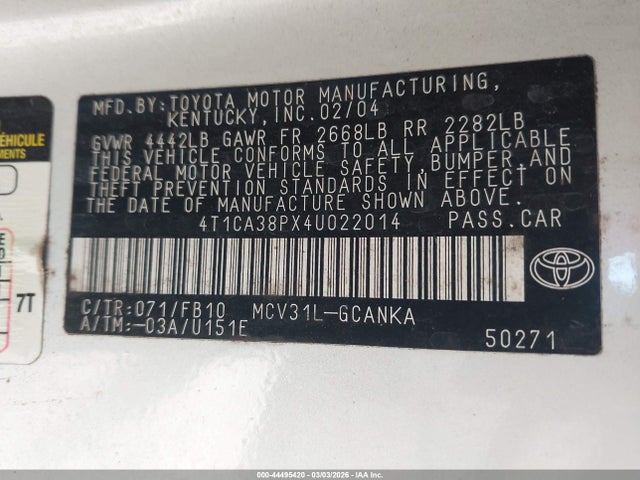 MFD.BY: TOYOTA MOTOR MANUFACTURING,
KENTUCKY, INC. 02/04
GVWR 4442LB GAWR FR 2668LB RR 2282LB
THIS VEHICLE CONFORMS TO ALL APPLICABLE
FEDERAL MOTOR VEHICLE SAFETY, BUMPER, AND
THEFT PREVENTION STANDARDS IN EFFECT ON
THE DATE OF MANUFACTURE SHOWN ABOVE.
4T1CA38PX4U022014 PASS.CAR
C/TR: 071/FB10 MCV31L-GCANKA
A/TM: -03A/U151E
50271
VÉHICULE
7T
000-44495420 - 03/03/2026 - IAA Inc.